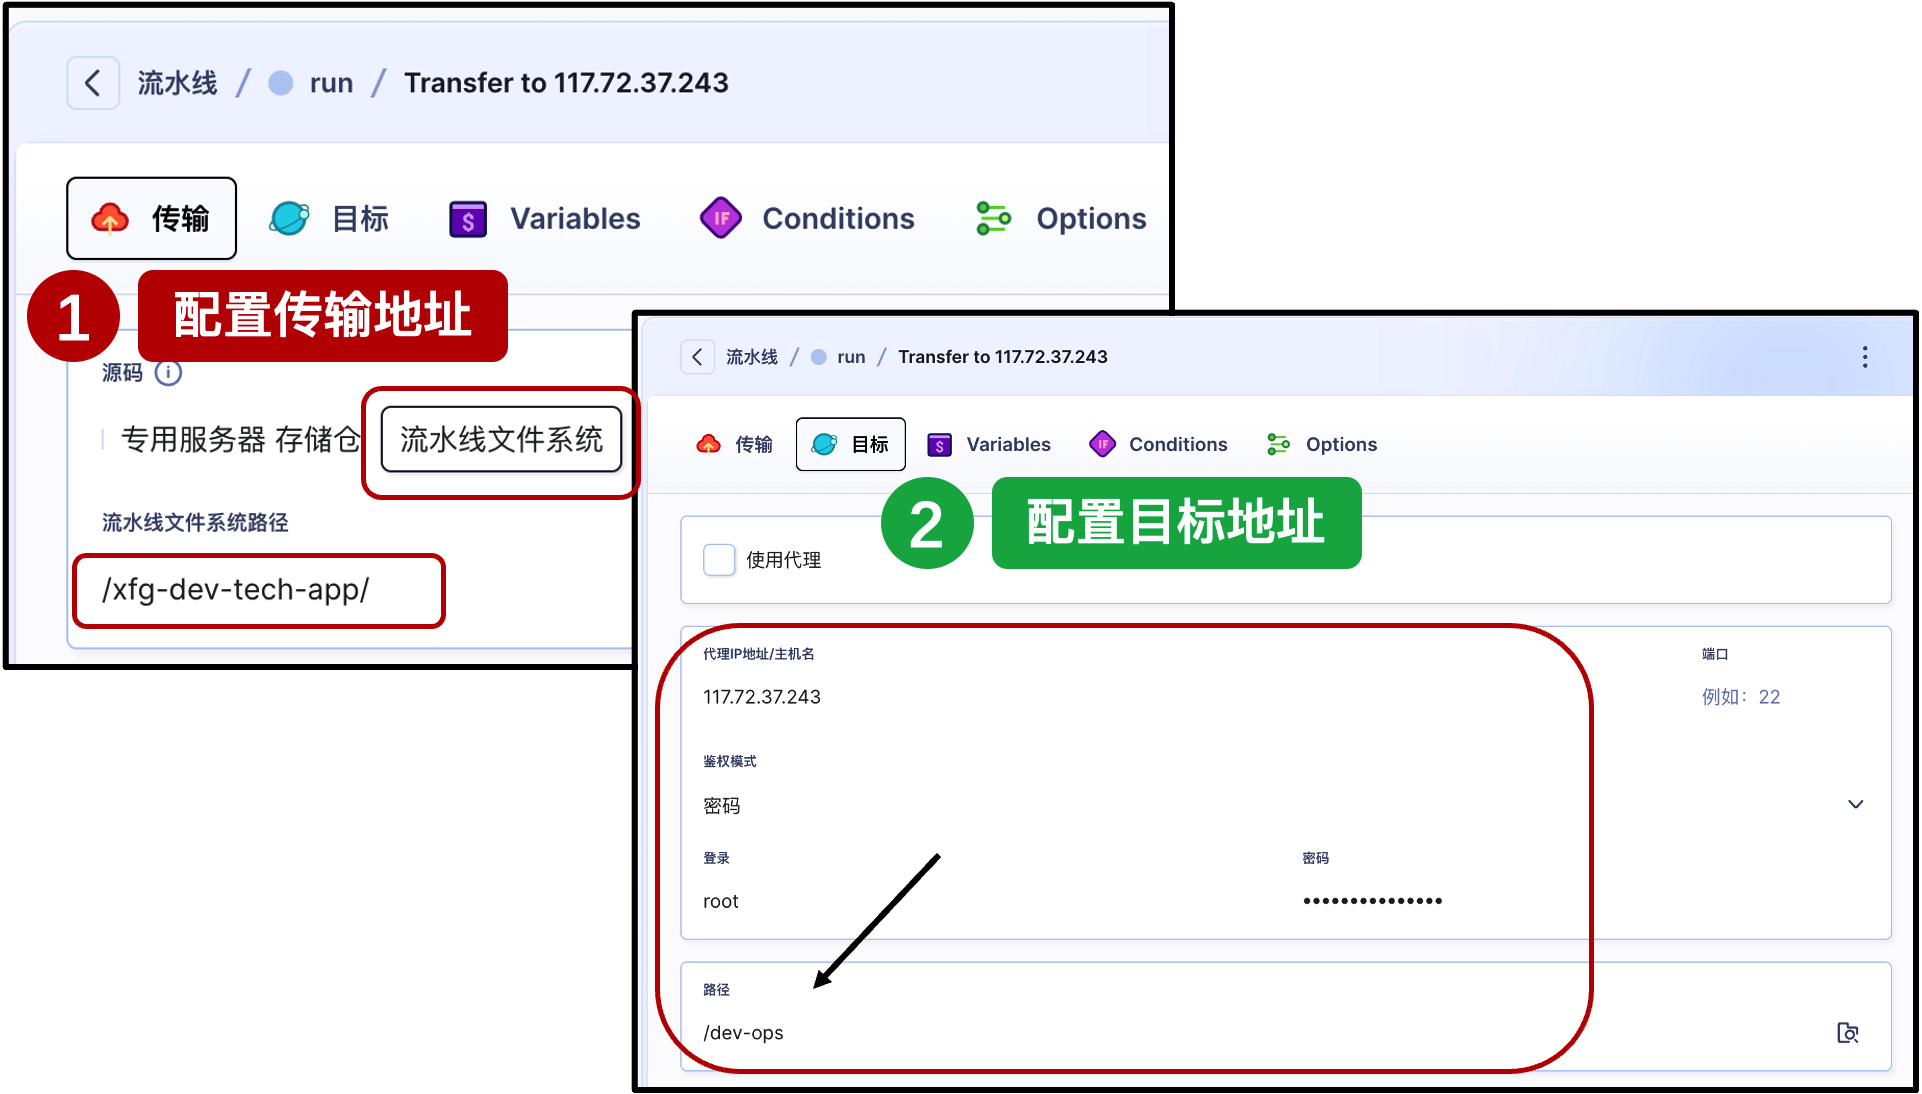 流水线 / run / Transfer to 117.72.37.243
传输 目标 $ Variables IF Conditions Options
1 配置传输地址
源码 i
专用服务器 存储仓 流水线文件系统
流水线文件系统路径
/xfg-dev-tech-app/
流水线 / run / Transfer to 117.72.37.243
传输 目标 $ Variables IF Conditions Options
2 配置目标地址
使用代理
代理IP地址/主机名 端口
117.72.37.243 例如：22
鉴权模式
密码
登录 密码
root •••••••••••••••
路径
/dev-ops